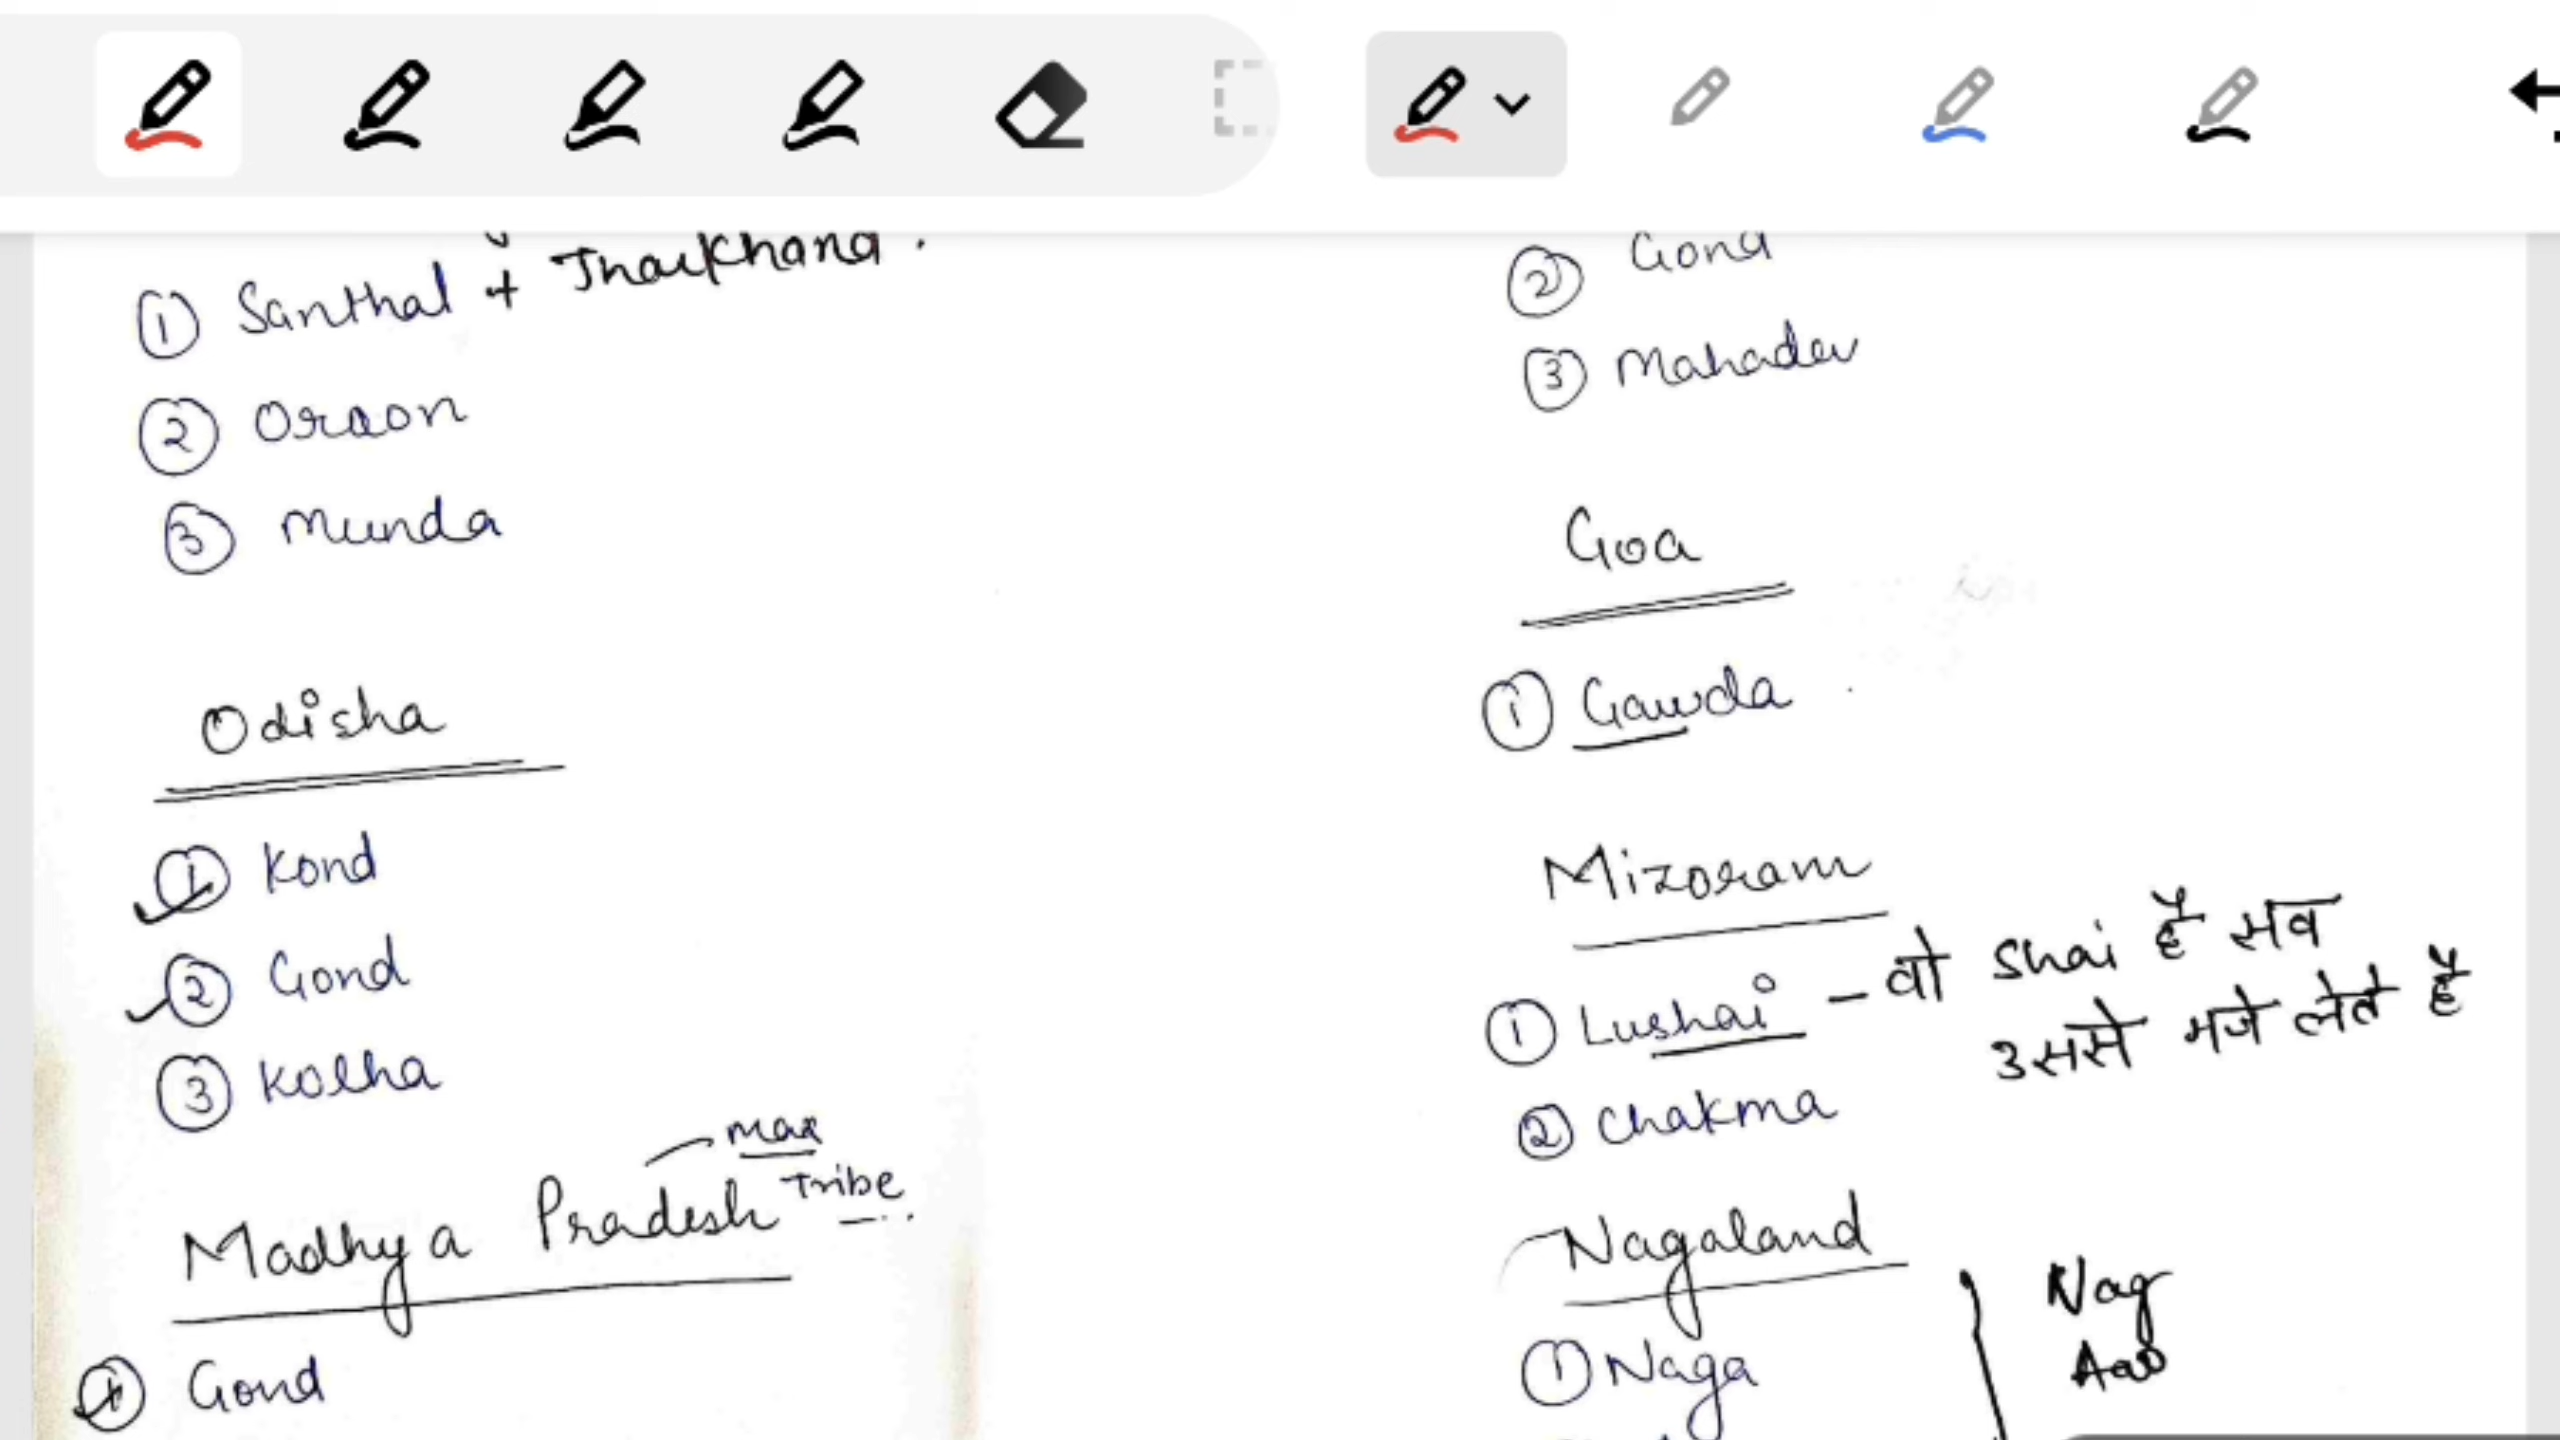 ① Santhal + Jharkhand.
② Oraon
③ Munda
Odisha
① Kond
② Gond
③ Kolha
Madhya Pradesh – max Tribe
① Gond
② Gond
③ Mahadev
Goa
① Gawda
Mizoram
① Lushai – वो Shai है सब
उससे मजे लेते है
② Chakma
Nagaland
① Naga
Nag
Aao